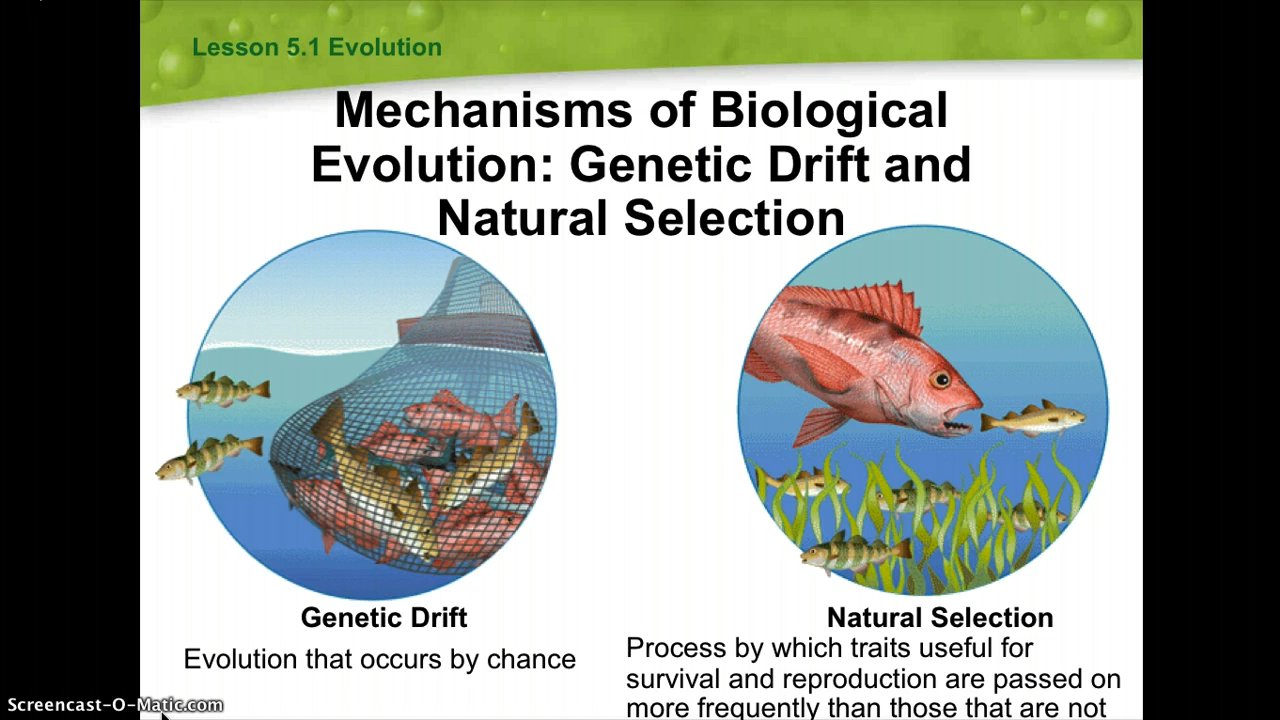 Lesson 5.1 Evolution
Mechanisms of Biological
Evolution: Genetic Drift and
Natural Selection
Genetic Drift
Evolution that occurs by chance
Natural Selection
Process by which traits useful for
survival and reproduction are passed on
more frequently than those that are not
Screencast-O-Matic.com